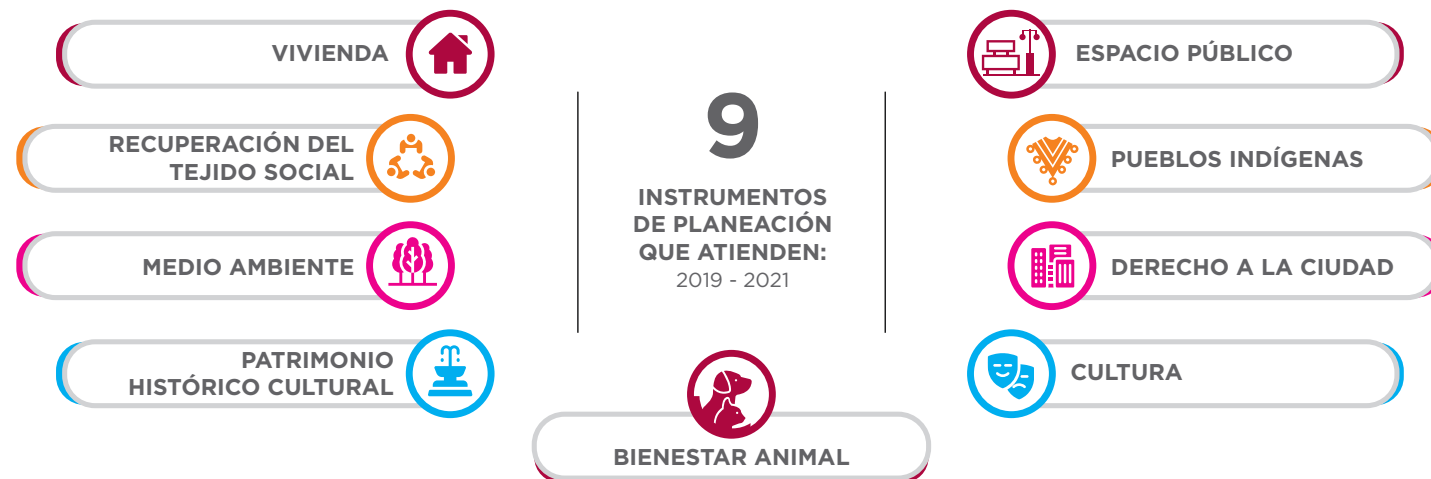 VIVIENDA
RECUPERACIÓN DEL
TEJIDO SOCIAL
MEDIO AMBIENTE
PATRIMONIO
HISTÓRICO CULTURAL
9
INSTRUMENTOS
DE PLANEACIÓN
QUE ATIENDEN:
2019 - 2021
BIENESTAR ANIMAL
ESPACIO PÚBLICO
PUEBLOS INDÍGENAS
DERECHO A LA CIUDAD
CULTURA